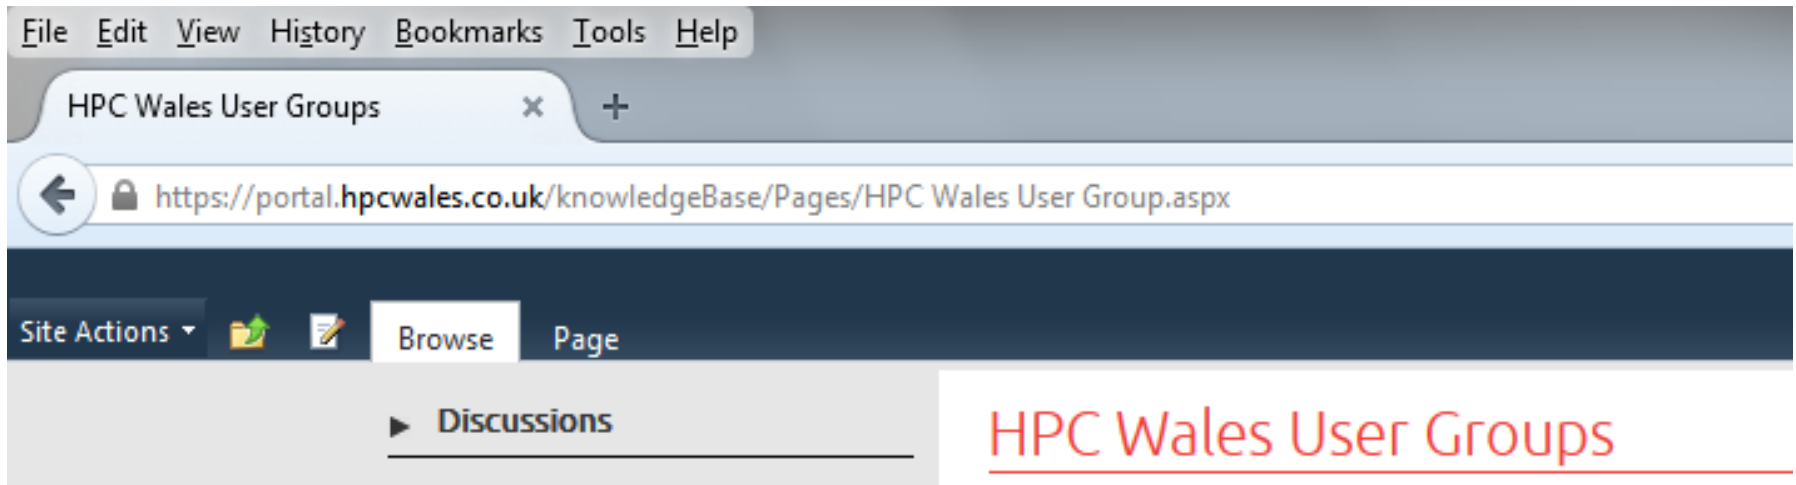 File Edit View History Bookmarks Tools Help
HPC Wales User Groups
https://portal.hpcwales.co.uk/knowledgeBase/Pages/HPC Wales User Group.aspx
Site Actions Browse Page
Discussions
HPC Wales User Groups